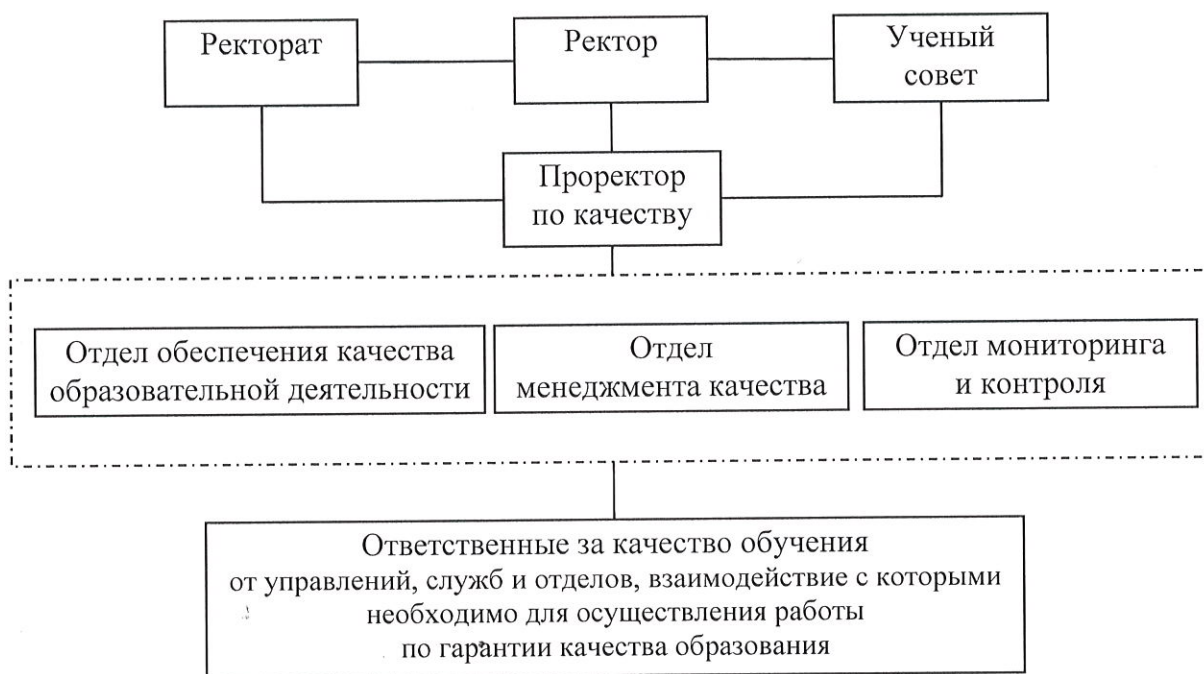 Ректорат
Ректор
Ученый
совет
Проректор
по качеству
Отдел обеспечения качества
образовательной деятельности
Отдел
менеджмента качества
Отдел мониторинга
и контроля
Ответственные за качество обучения
от управлений, служб и отделов, взаимодействие с которыми
необходимо для осуществления работы
по гарантии качества образования